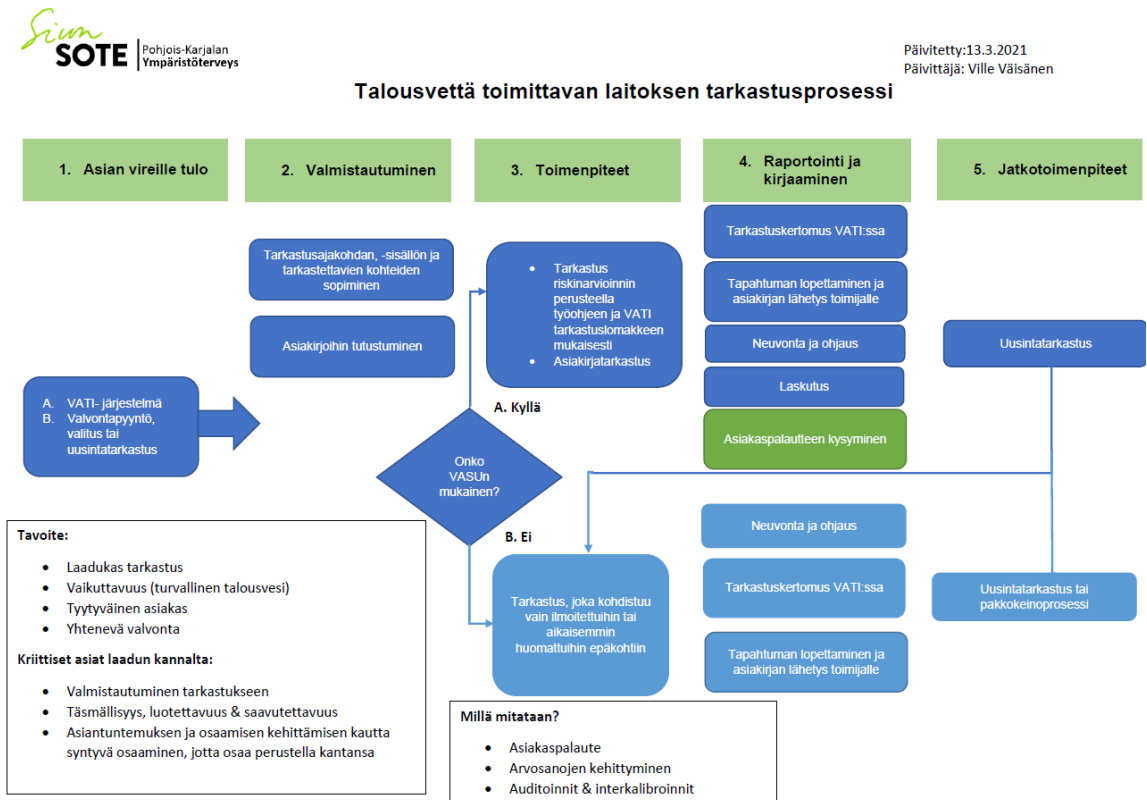 Siun
SOTE
Pohjois-Karjalan
Ympäristöterveys
Päivitetty:13.3.2021
Päivittäjä: Ville Väisänen
Talousvettä toimittavan laitoksen tarkastusprosessi
1. Asian vireille tulo
2. Valmistautuminen
3. Toimenpiteet
4. Raportointi ja
kirjaaminen
5. Jatkotoimenpiteet
A. VATI- järjestelmä
B. Valvontapyyntö,
valitus tai
uusintatarkastus
Tarkastusajakohdan, -sisällön ja
tarkastettavien kohteiden
sopiminen
Asiakirjoihin tutustuminen
Onko
VASUn
mukainen?
A. Kyllä
B. Ei
• Tarkastus
riskinarvioinnin
perusteella
työohjeen ja VATI
tarkastuslomakkeen
mukaisesti
• Asiakirjatarkastus
Tarkastus, joka kohdistuu
vain ilmoitettuihin tai
aikaisemmin
huomattuihin epäkohtiin
Tarkastuskertomus VATI:ssa
Tapahtuman lopettaminen ja
asiakirjan lähetys toimijalle
Neuvonta ja ohjaus
Laskutus
Asiakaspalautteen kysyminen
Neuvonta ja ohjaus
Tarkastuskertomus VATI:ssa
Tapahtuman lopettaminen ja
asiakirjan lähetys toimijalle
Uusintatarkastus
Uusintatarkastus tai
pakkokeinoprosessi
Tavoite:
• Laadukas tarkastus
• Vaikuttavuus (turvallinen talousvesi)
• Tyytyväinen asiakas
• Yhtenevä valvonta
Kriittiset asiat laadun kannalta:
• Valmistautuminen tarkastukseen
• Täsmällisyys, luotettavuus & saavutettavuus
• Asiantuntemuksen ja osaamisen kehittämisen kautta
syntyvä osaaminen, jotta osaa perustella kantansa
Millä mitataan?
• Asiakaspalaute
• Arvosanojen kehittyminen
• Auditoinnit & interkalibroinnit